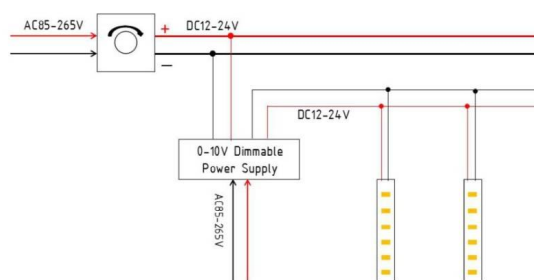 AC85-265V
+
DC12-24V
−
DC12-24V
0-10V Dimmable
Power Supply
AC85-265V